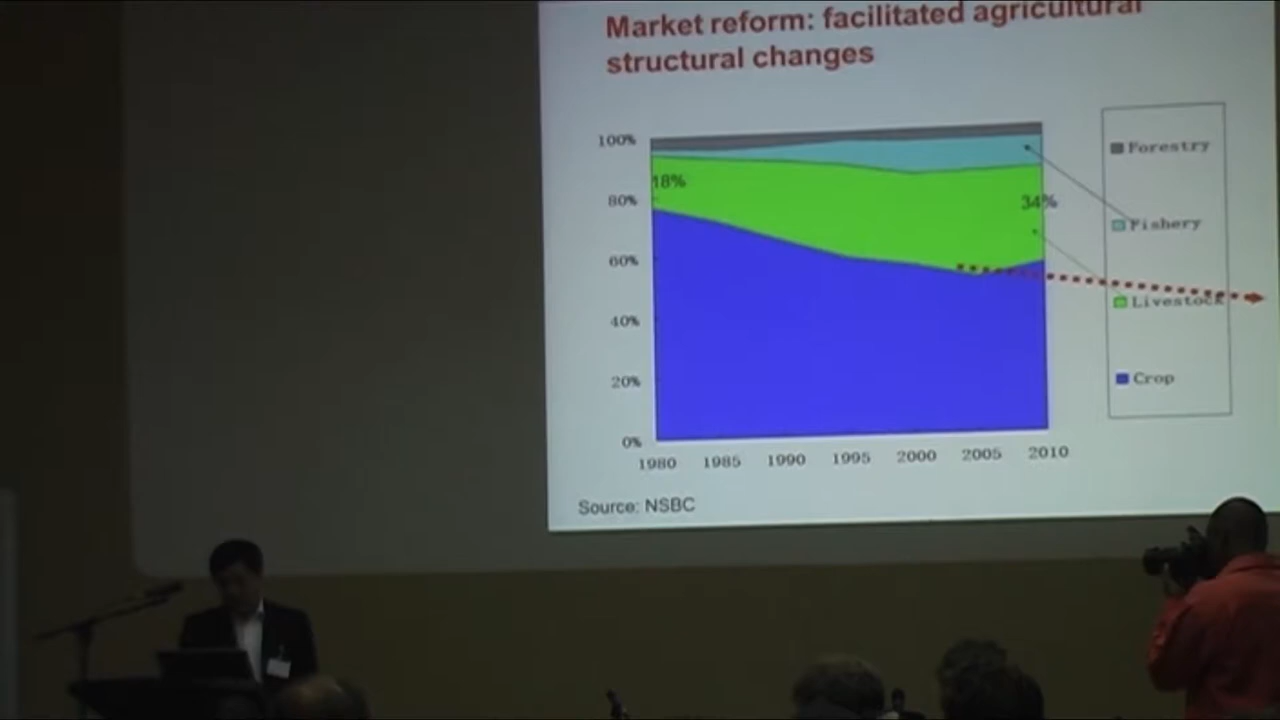 Market reform: facilitated agricultural
structural changes
100%
80%
60%
40%
20%
0%
18%
34%
1980 1985 1990 1995 2000 2005 2010
Forestry
Fishery
Livestock
Crop
Source: NSBC